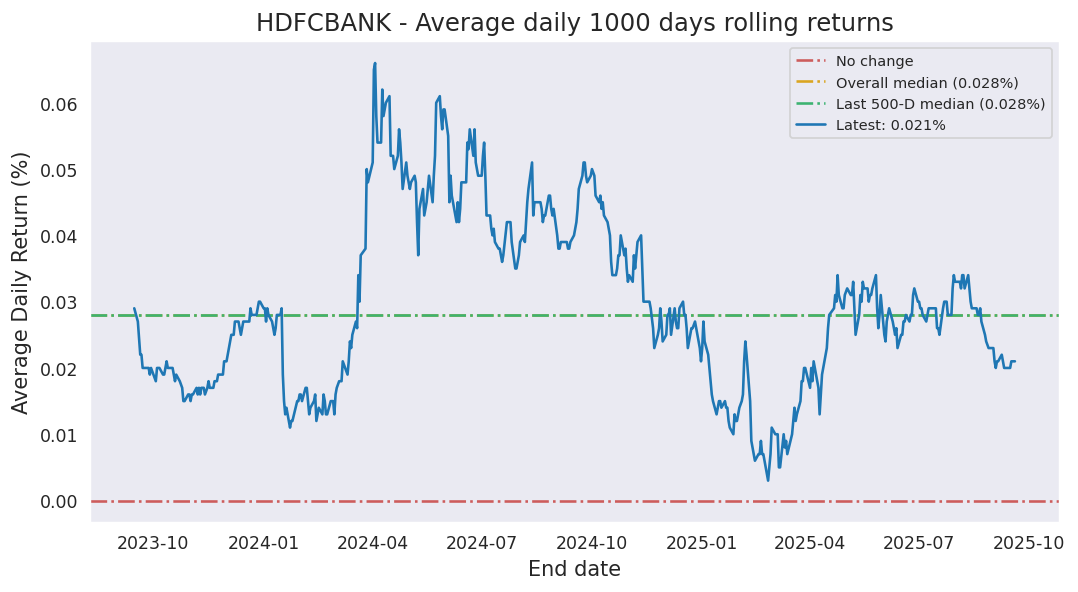 HDFCBANK - Average daily 1000 days rolling returns
No change
Overall median (0.028%)
Last 500-D median (0.028%)
Latest: 0.021%
Average Daily Return (%)
0.06
0.05
0.04
0.03
0.02
0.01
0.00
2023-10 2024-01 2024-04 2024-07 2024-10 2025-01 2025-04 2025-07 2025-10
End date